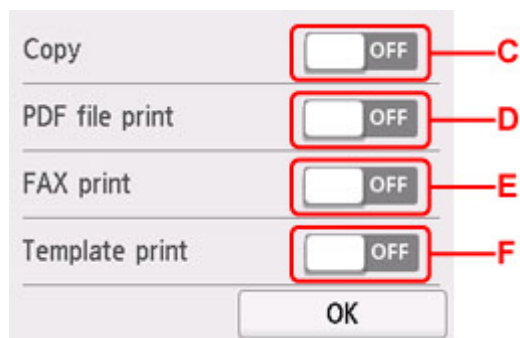 Copy OFF C
PDF file print OFF D
FAX print OFF E
Template print OFF F
OK